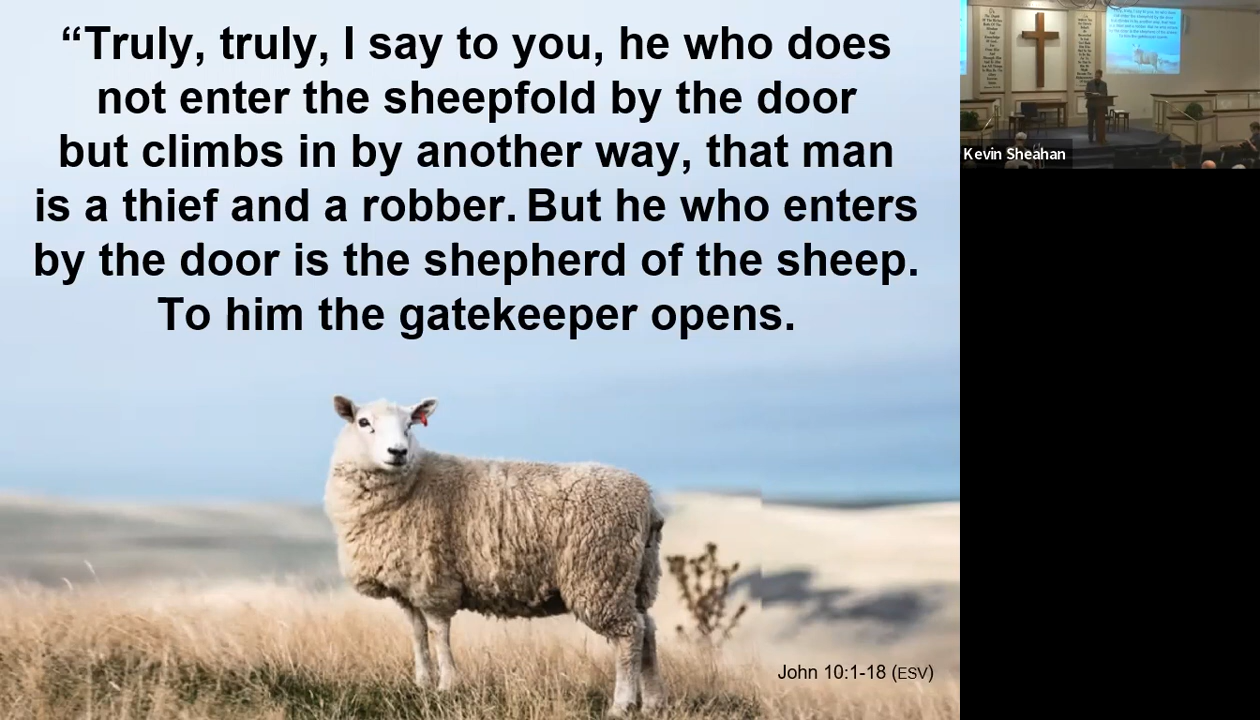 “Truly, truly, I say to you, he who does
not enter the sheepfold by the door
but climbs in by another way, that man
is a thief and a robber. But he who enters
by the door is the shepherd of the sheep.
To him the gatekeeper opens.
John 10:1-18 (ESV)
Kevin Sheahan